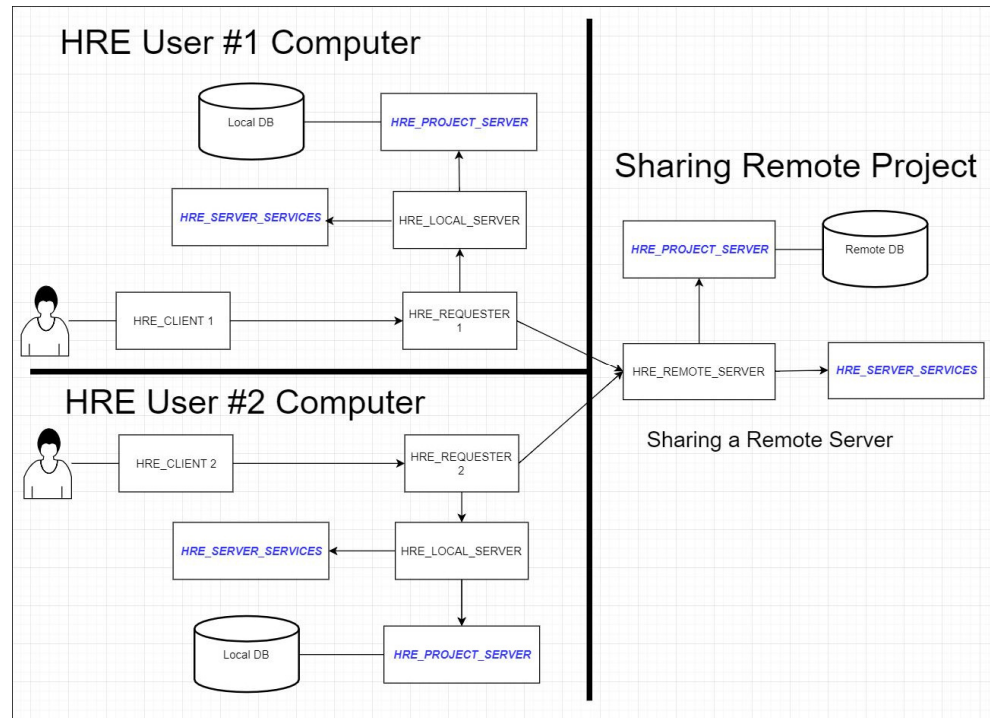 HRE User #1 Computer
Local DB
HRE_PROJECT_SERVER
HRE_SERVER_SERVICES
HRE_LOCAL_SERVER
HRE_CLIENT 1
HRE_REQUESTER
1
HRE User #2 Computer
HRE_CLIENT 2
HRE_REQUESTER
2
HRE_SERVER_SERVICES
HRE_LOCAL_SERVER
Local DB
HRE_PROJECT_SERVER
Sharing Remote Project
HRE_PROJECT_SERVER
Remote DB
HRE_REMOTE_SERVER
HRE_SERVER_SERVICES
Sharing a Remote Server